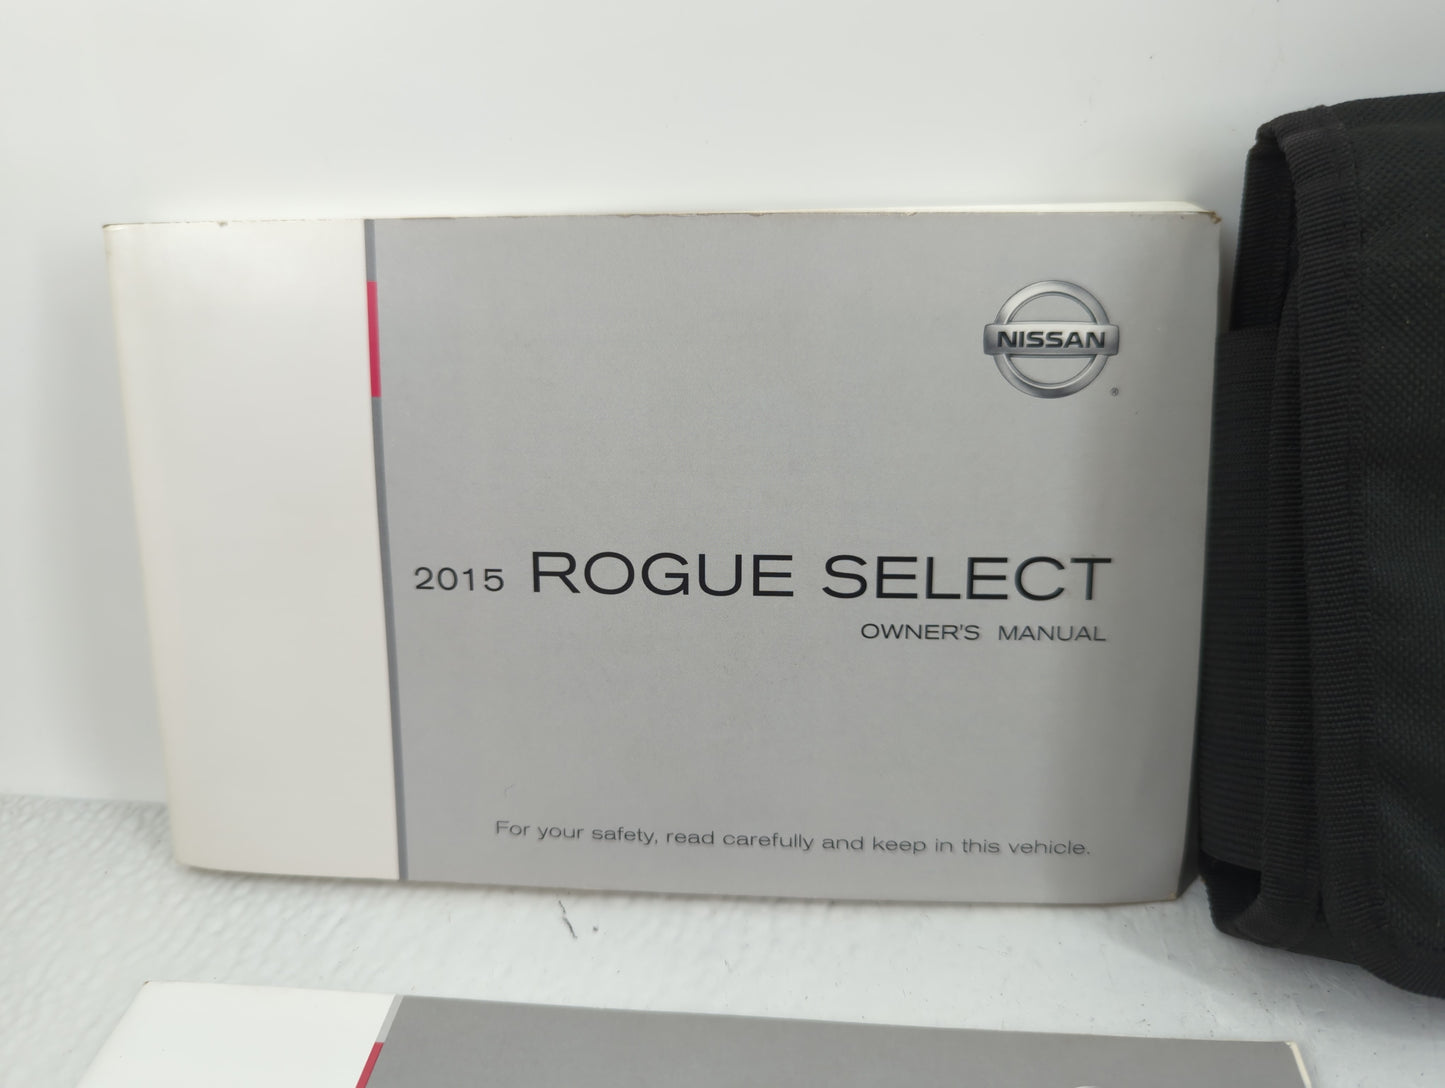 NISSAN
®
2015 ROGUE SELECT
OWNER'S MANUAL
For your safety, read carefully and keep in this vehicle.